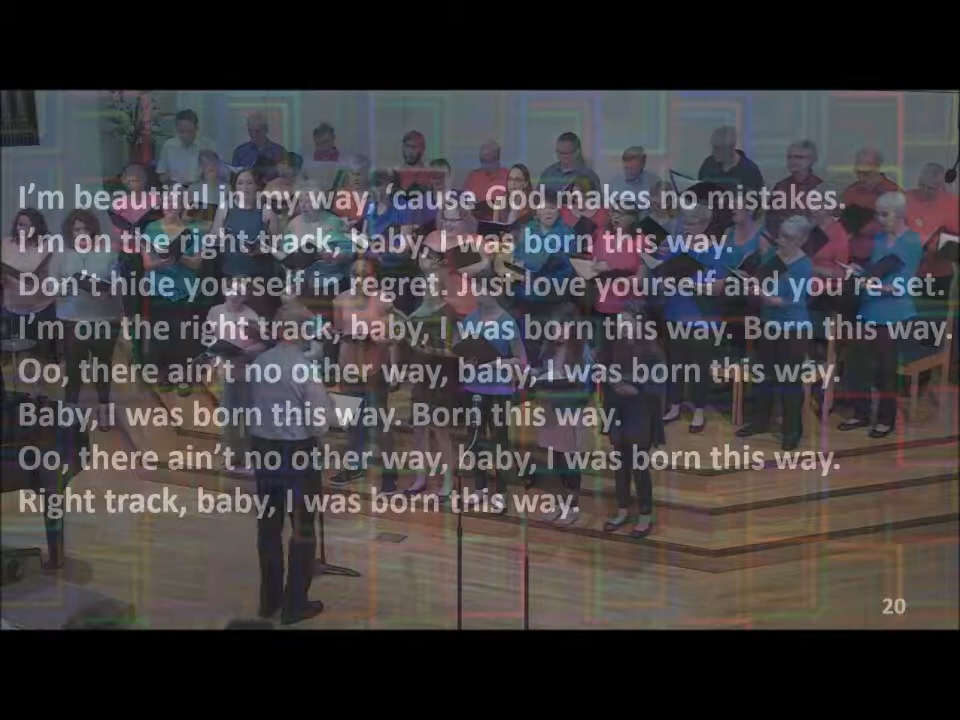 I’m beautiful in my way, ‘cause God makes no mistakes.
I’m on the right track, baby, I was born this way.
Don’t hide yourself in regret. Just love yourself and you’re set.
I’m on the right track, baby, I was born this way. Born this way.
Oo, there ain’t no other way, baby, I was born this way.
Baby, I was born this way. Born this way.
Oo, there ain’t no other way, baby, I was born this way.
Right track, baby, I was born this way.
20